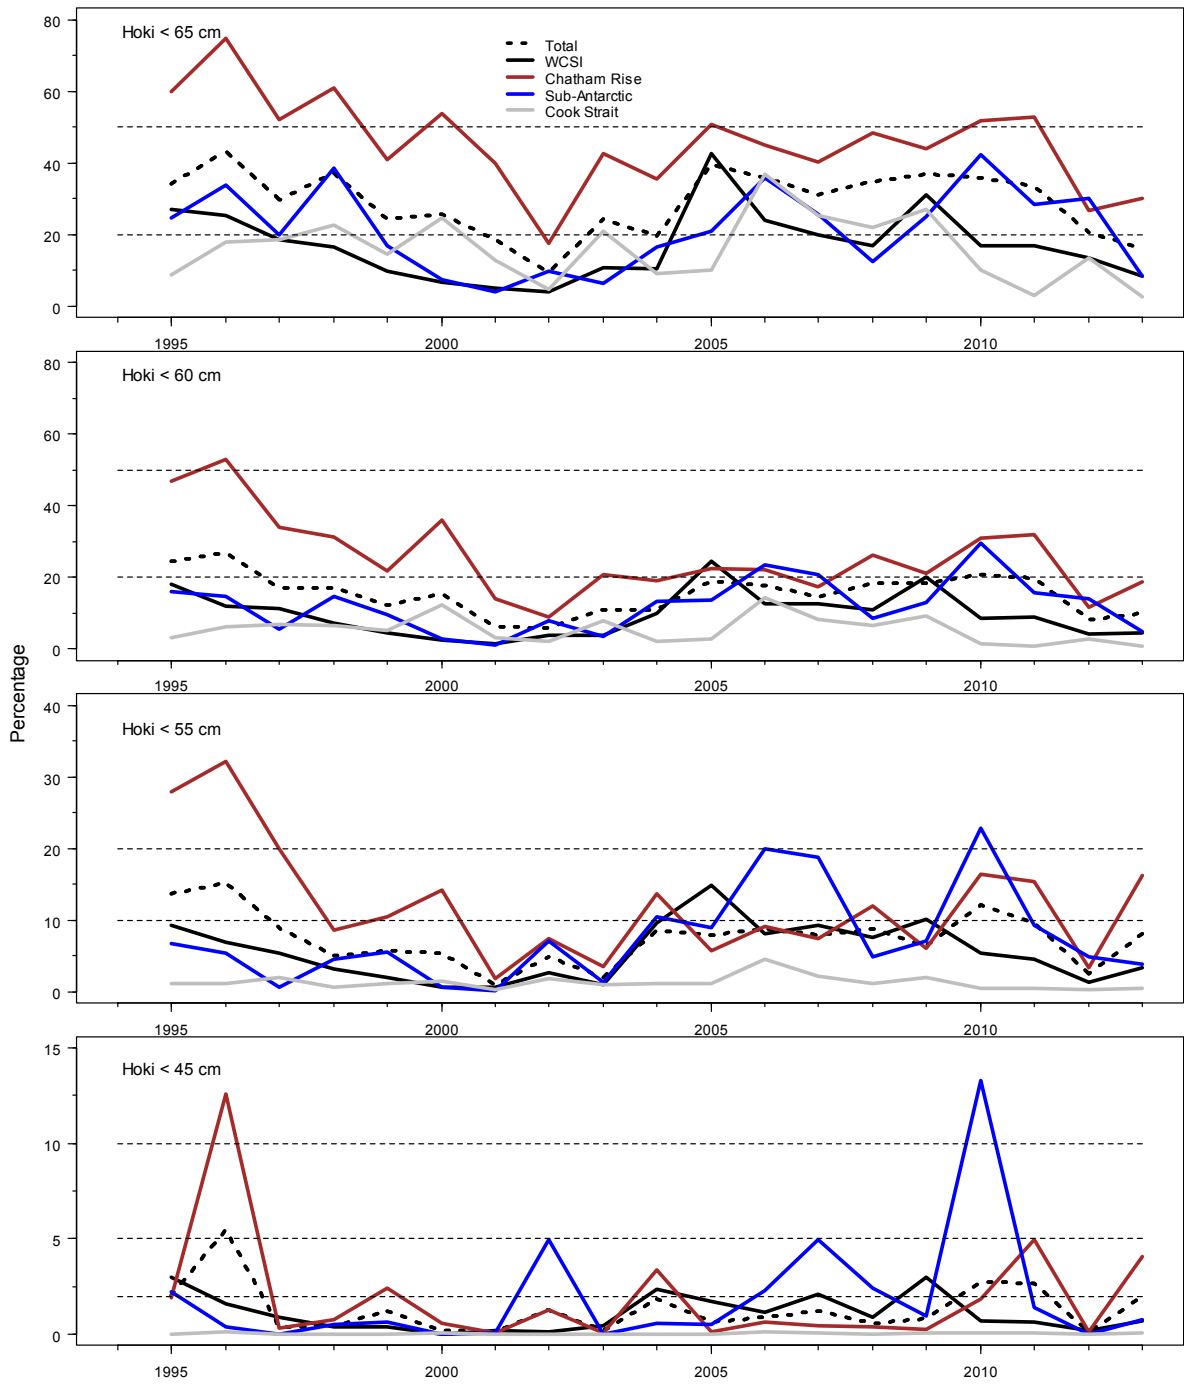 Hoki < 65 cm
Total
WCSI
Chatham Rise
Sub-Antarctic
Cook Strait
80
60
40
20
0
1995 2000 2005 2010
Hoki < 60 cm
80
60
40
20
0
1995 2000 2005 2010
Percentage
Hoki < 55 cm
40
30
20
10
0
1995 2000 2005 2010
Hoki < 45 cm
15
10
5
0
1995 2000 2005 2010